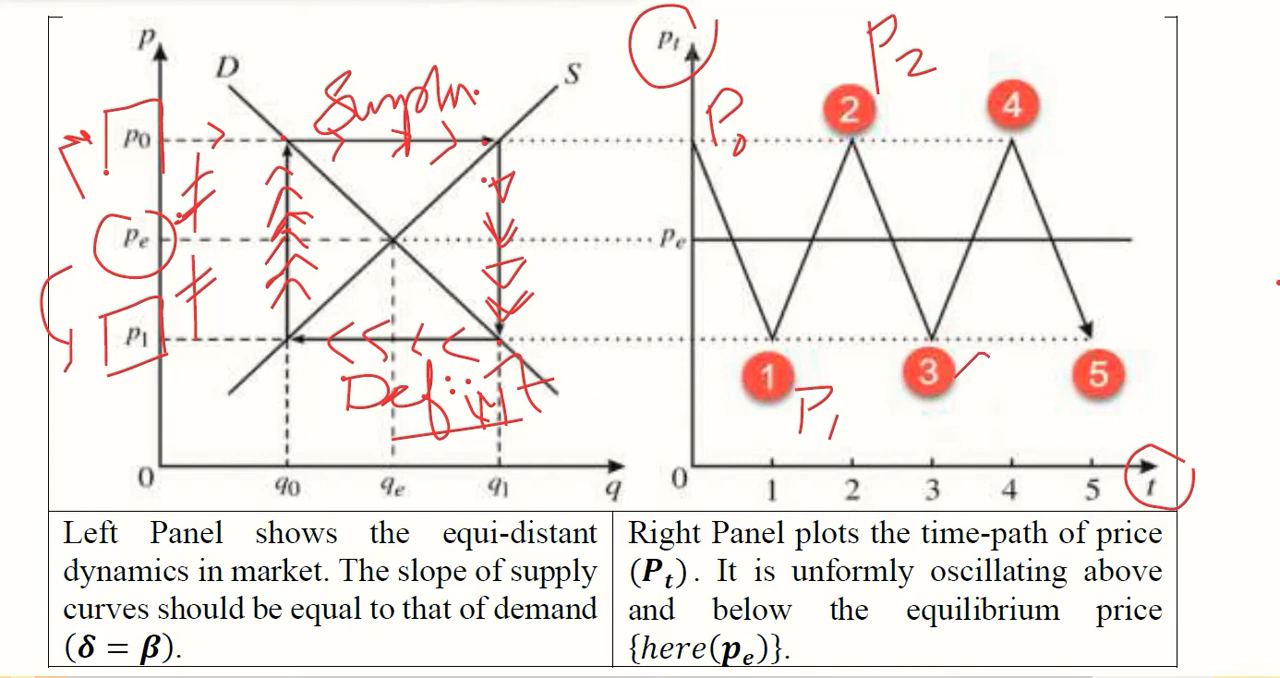 p
D
Surplu.
S
p0
pe
p1
Deficit
0
q0
qe
q1
q
pt
P0
P2
2
4
pe
1
P1
3
5
0
1
2
3
4
5
t
Left Panel shows the equi-distant
dynamics in market. The slope of supply
curves should be equal to that of demand
(δ = β).
Right Panel plots the time-path of price
(Pt). It is unformly oscillating above
and below the equilibrium price
{here(pe)}.